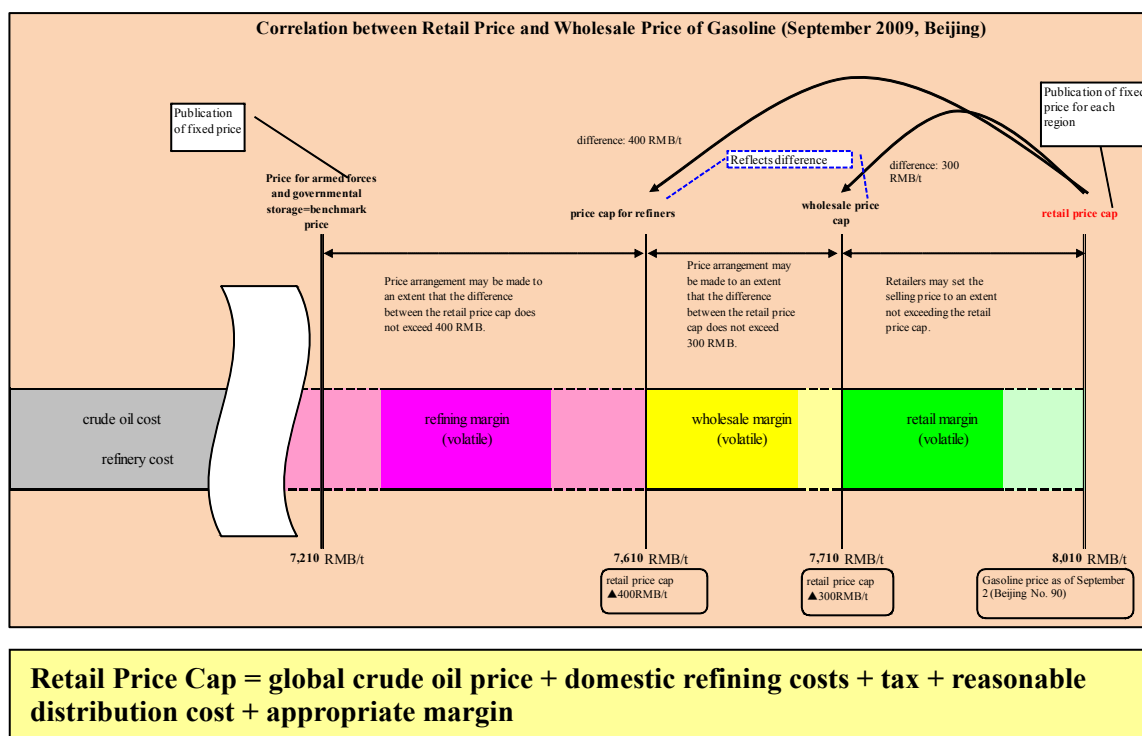 Correlation between Retail Price and Wholesale Price of Gasoline (September 2009, Beijing)
Publication
of fixed price
Publication of fixed
price for each
region
difference: 400 RMB/t
Reflects difference
difference: 300
RMB/t
Price for armed forces
and governmental
storage=benchmark
price
price cap for refiners
wholesale price
cap
retail price cap
Price arrangement may be made to
an extent that the difference
between the retail price cap does
not exceed 400 RMB.
Price arrangement may
be made to an extent
that the difference
between the retail price
cap does not exceed
300 RMB.
Retailers may set the
selling price to an extent
not exceeding the retail
price cap.
crude oil cost
refinery cost
refining margin
(volatile)
wholesale margin
(volatile)
retail margin
(volatile)
7,210 RMB/t
7,610 RMB/t
7,710 RMB/t
8,010 RMB/t
retail price cap
▲400RMB/t
retail price cap
▲300RMB/t
Gasoline price as of September
2 (Beijing No. 90)
Retail Price Cap = global crude oil price + domestic refining costs + tax + reasonable
distribution cost + appropriate margin